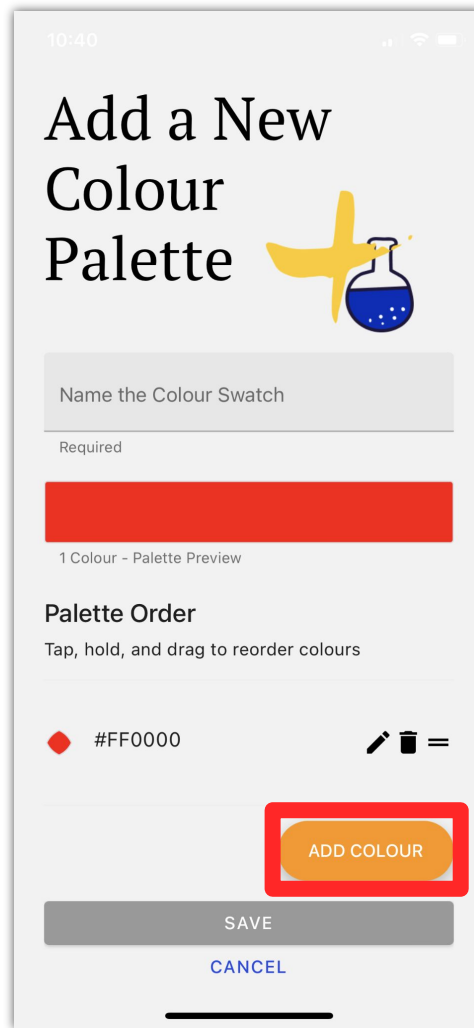 10:40
Add a New
Colour
Palette
Name the Colour Swatch
Required
1 Colour - Palette Preview
Palette Order
Tap, hold, and drag to reorder colours
#FF0000
ADD COLOUR
SAVE
CANCEL